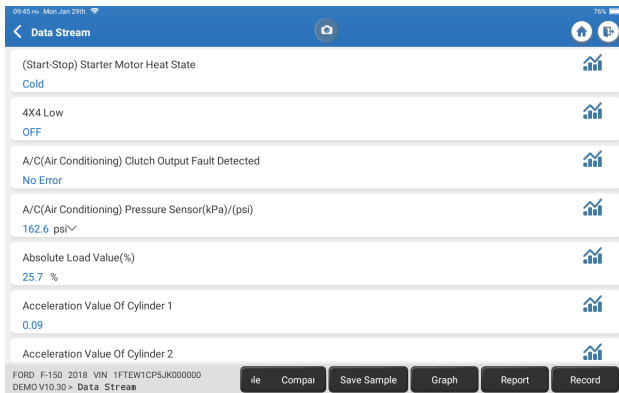 09:45 PM Mon Jan 29th 76%
Data Stream
(Start-Stop) Starter Motor Heat State
Cold
4X4 Low
OFF
A/C(Air Conditioning) Clutch Output Fault Detected
No Error
A/C(Air Conditioning) Pressure Sensor(kPa)/(psi)
162.6 psi
Absolute Load Value(%)
25.7 %
Acceleration Value Of Cylinder 1
0.09
Acceleration Value Of Cylinder 2
FORD F-150 2018 VIN 1FTEW1CP5JK000000
DEMO V10.30 > Data Stream
Save Sample Graph Report Record